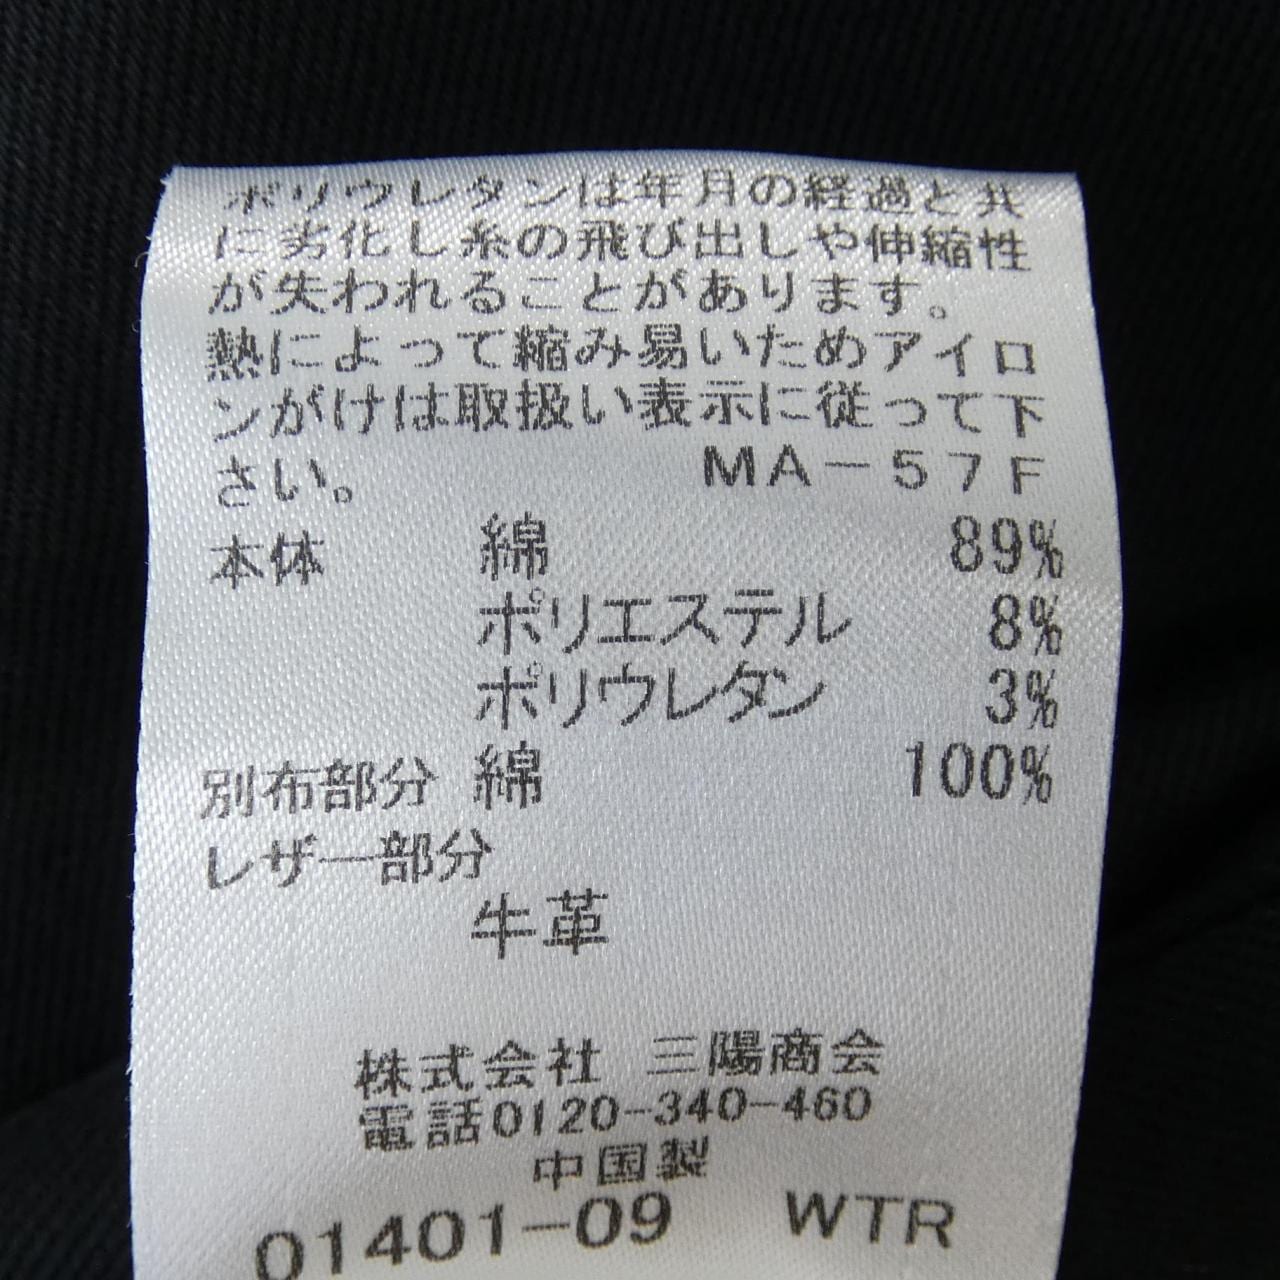 ポリウレタンは年月の経過と共
に劣化し糸の飛び出しや伸縮性
が失われることがあります。
熱によって縮み易いためアイロ
ンがけは取扱い表示に従って下
さい。 MA-57F
本体 綿 89%
ポリエステル 8%
ポリウレタン 3%
別布部分 綿 100%
レザー部分
牛革
株式会社 三陽商会
電話0120-340-460
中国製
01401-09 WTR